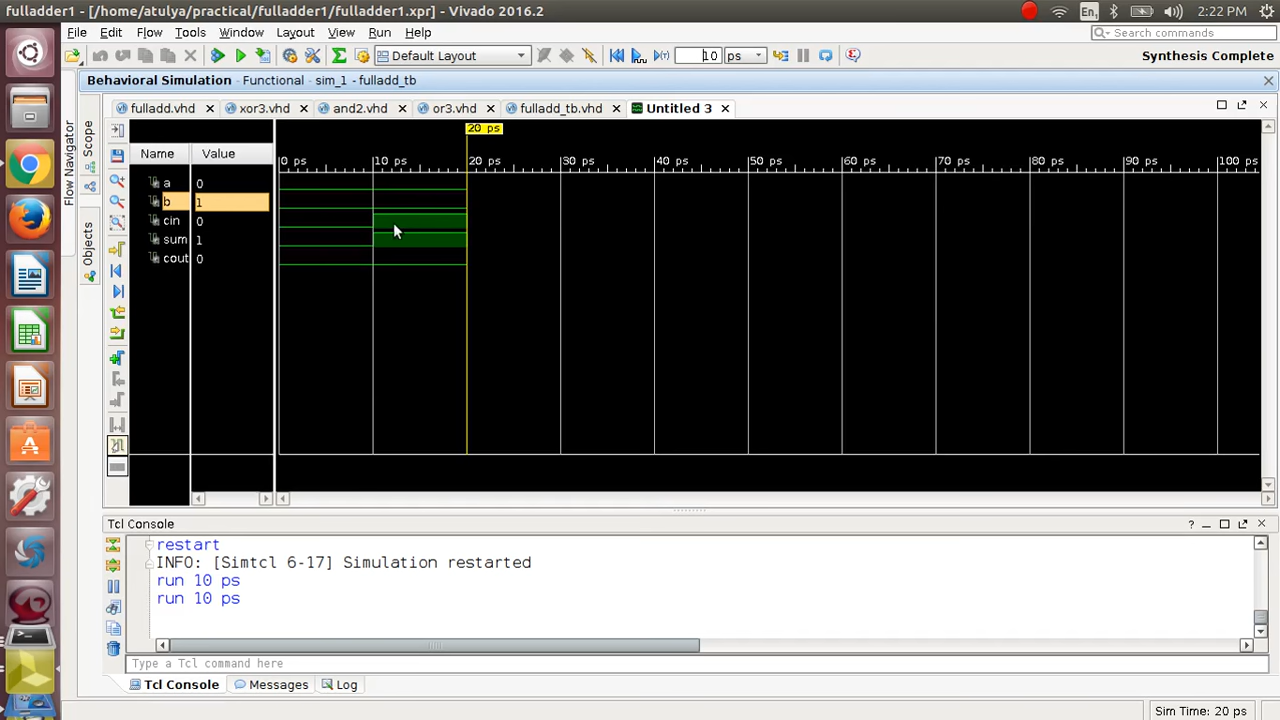 fulladder1 - [/home/atulya/practical/fulladder1/fulladder1.xpr] - Vivado 2016.2
En
2:22 PM
File Edit Flow Tools Window Layout View Run Help
Search commands
Default Layout
10
ps
Synthesis Complete
Behavioral Simulation - Functional - sim_1 - fulladd_tb
fulladd.vhd
xor3.vhd
and2.vhd
or3.vhd
fulladd_tb.vhd
Untitled 3
Flow Navigator
Scope
Objects
20 ps
Name
Value
0 ps
10 ps
20 ps
30 ps
40 ps
50 ps
60 ps
70 ps
80 ps
90 ps
100 ps
a 0
b 1
cin 0
sum 1
cout 0
Tcl Console
restart
INFO: [Simtcl 6-17] Simulation restarted
run 10 ps
run 10 ps
Type a Tcl command here
Tcl Console
Messages
Log
Sim Time: 20 ps